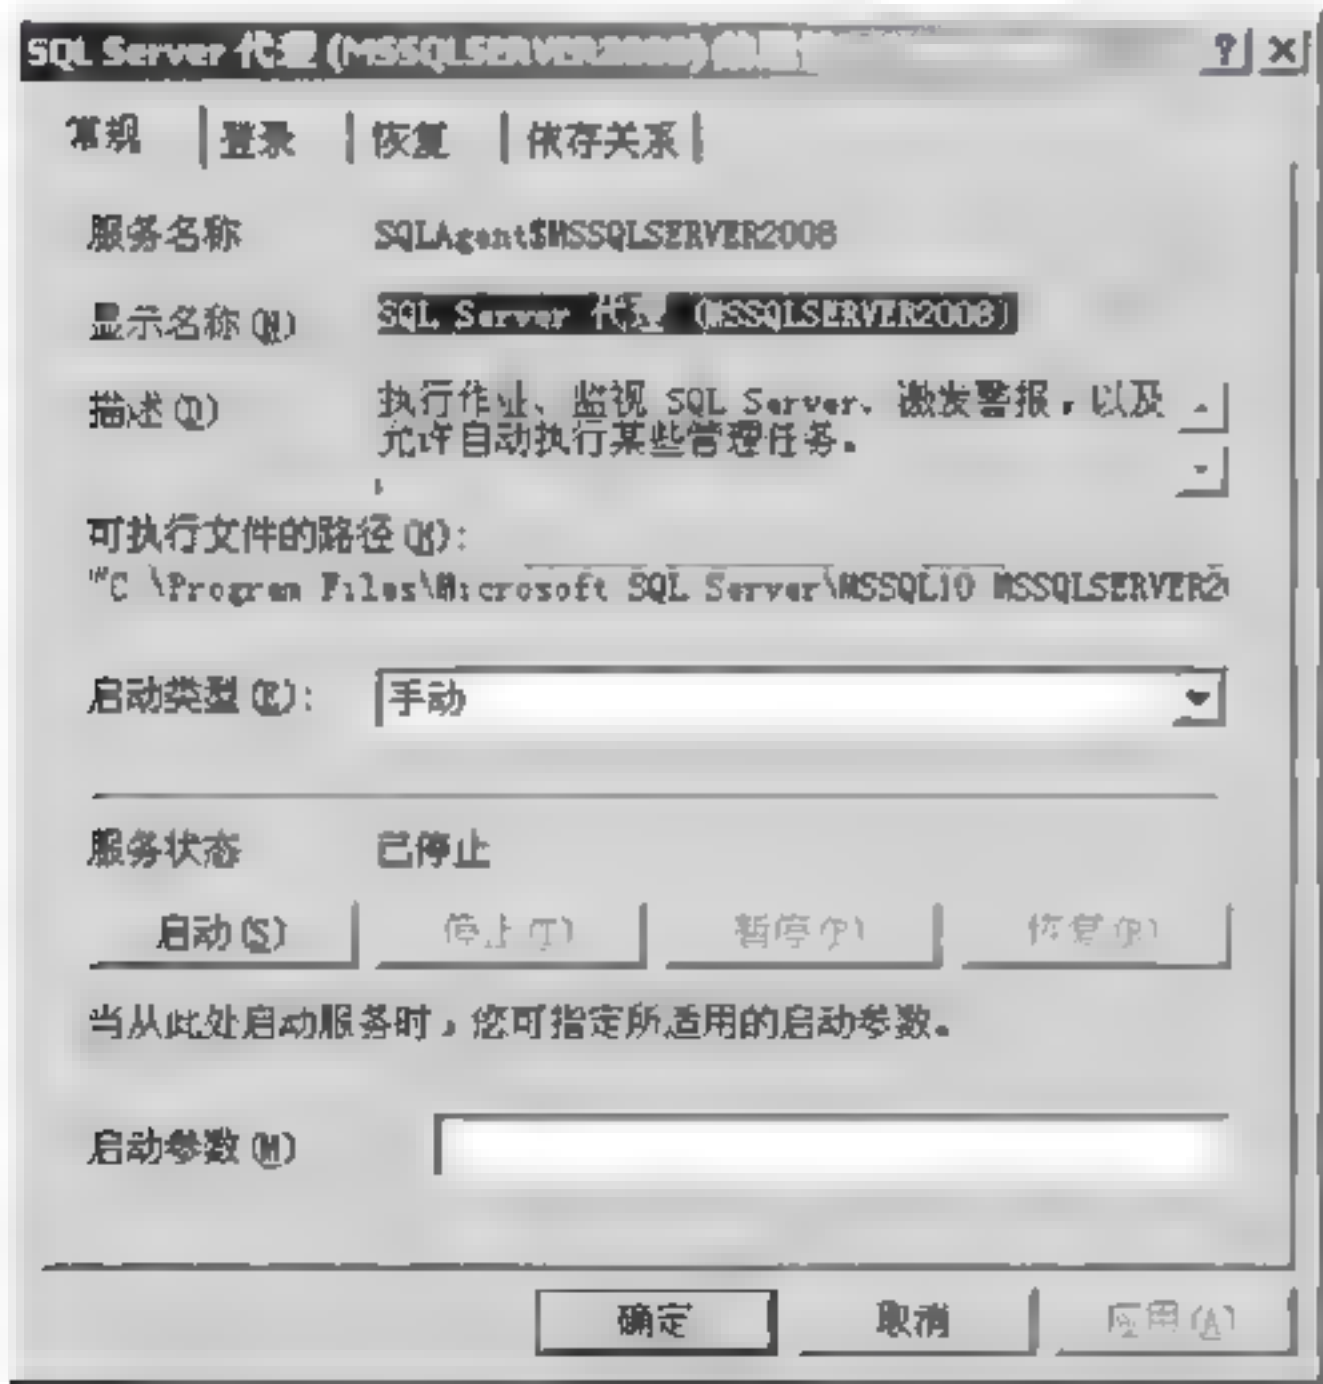 SQL Server 代理 (MSSQLSERVER2008)
? ×
常规 登录 恢复 依存关系
服务名称 SQLAgent$MSSQLSERVER2008
显示名称(N) SQL Server 代理 (MSSQLSERVER2008)
描述(D) 执行作业、监视 SQL Server、激发警报，以及
允许自动执行某些管理任务。
可执行文件的路径(H):
"C \Program Files\Microsoft SQL Server\MSSQL10 MSSQLSERVER2
启动类型(E): 手动
服务状态 已停止
启动(S) 停止(T) 暂停(P) 恢复(R)
当从此处启动服务时，您可指定所适用的启动参数。
启动参数(M)
确定 取消 应用(A)